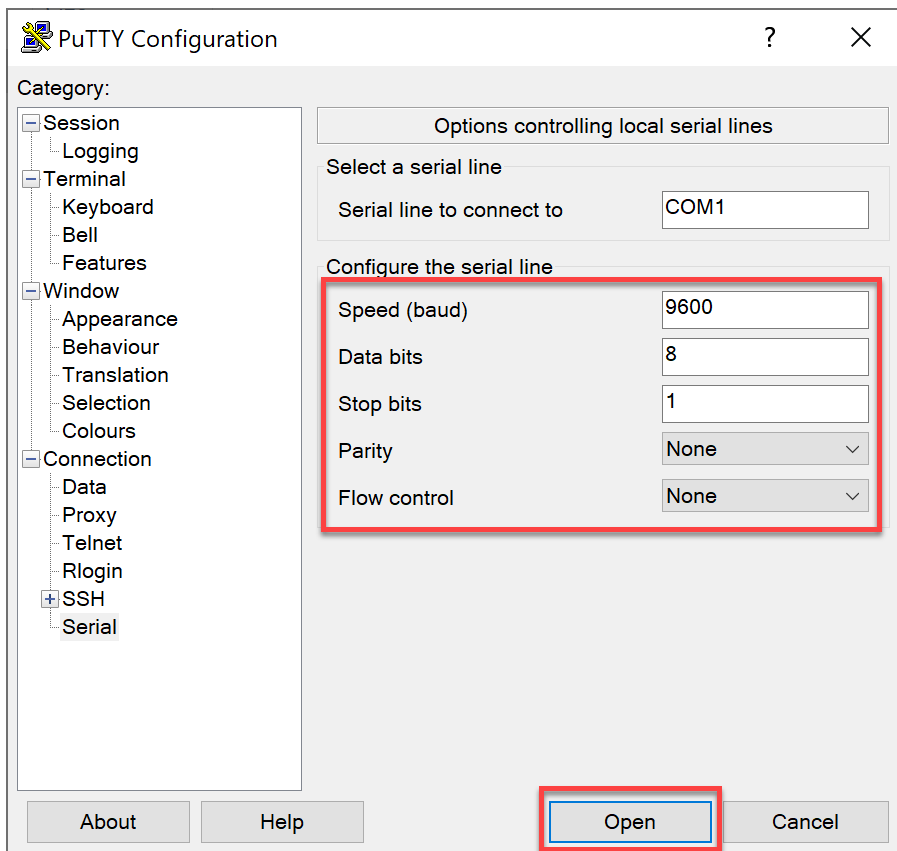 PuTTY Configuration
?
Category:
Session
Logging
Terminal
Keyboard
Bell
Features
Window
Appearance
Behaviour
Translation
Selection
Colours
Connection
Data
Proxy
Telnet
Rlogin
SSH
Serial
Options controlling local serial lines
Select a serial line
Serial line to connect to COM1
Configure the serial line
Speed (baud) 9600
Data bits 8
Stop bits 1
Parity None
Flow control None
About Help Open Cancel